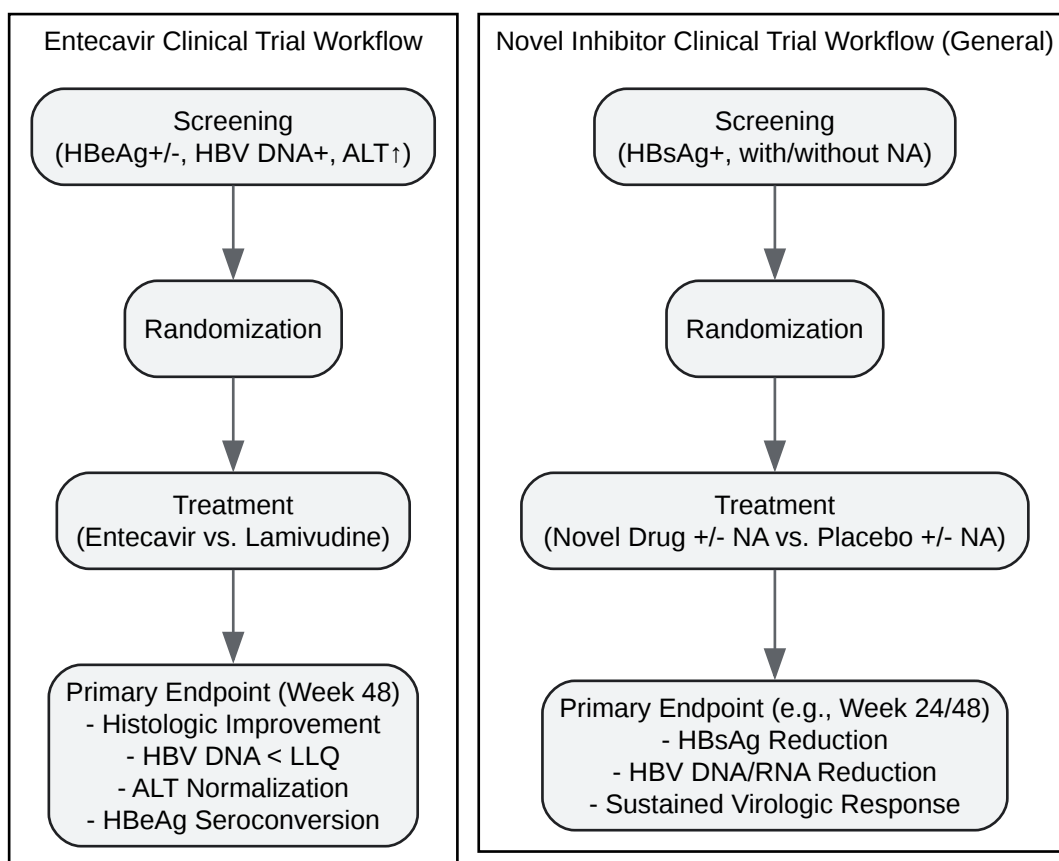 Entecavir Clinical Trial Workflow
Screening
(HBeAg+/-, HBV DNA+, ALT↑)
Randomization
Treatment
(Entecavir vs. Lamivudine)
Primary Endpoint (Week 48)
- Histologic Improvement
- HBV DNA < LLQ
- ALT Normalization
- HBeAg Seroconversion
Novel Inhibitor Clinical Trial Workflow (General)
Screening
(HBsAg+, with/without NA)
Randomization
Treatment
(Novel Drug +/- NA vs. Placebo +/- NA)
Primary Endpoint (e.g., Week 24/48)
- HBsAg Reduction
- HBV DNA/RNA Reduction
- Sustained Virologic Response